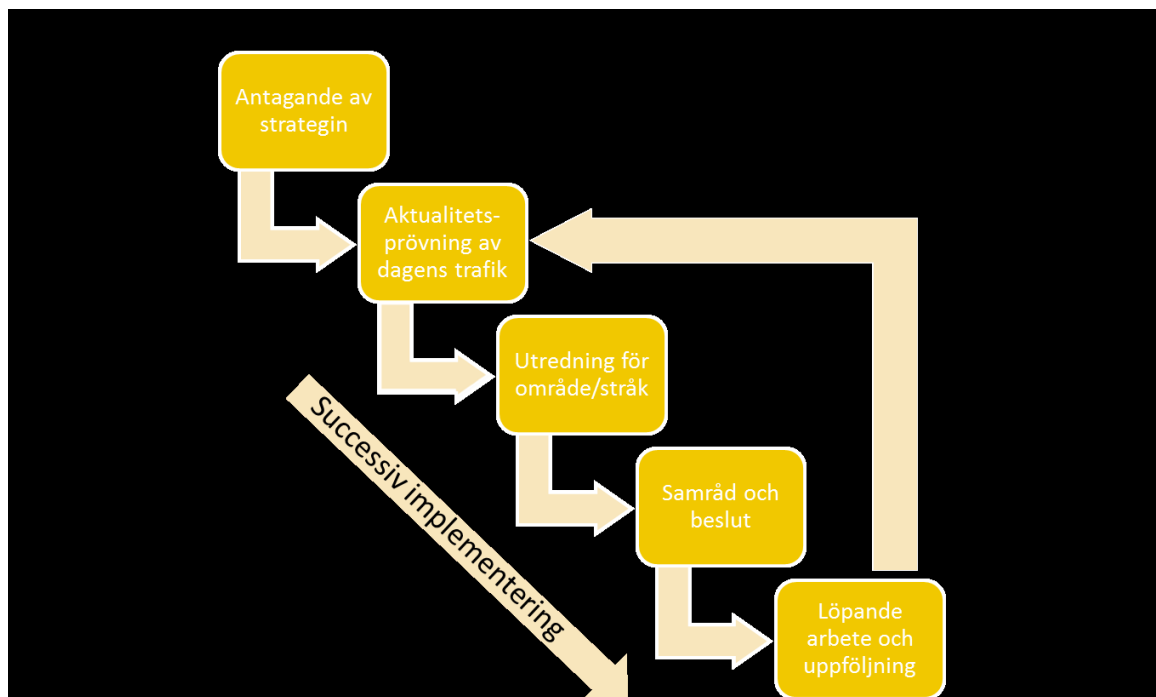 Antagande av
strategin
Aktualitets-
prövning av
dagens trafik
Utredning för
område/stråk
Successiv implementering
Samråd och
beslut
Löpande
arbete och
uppföljning